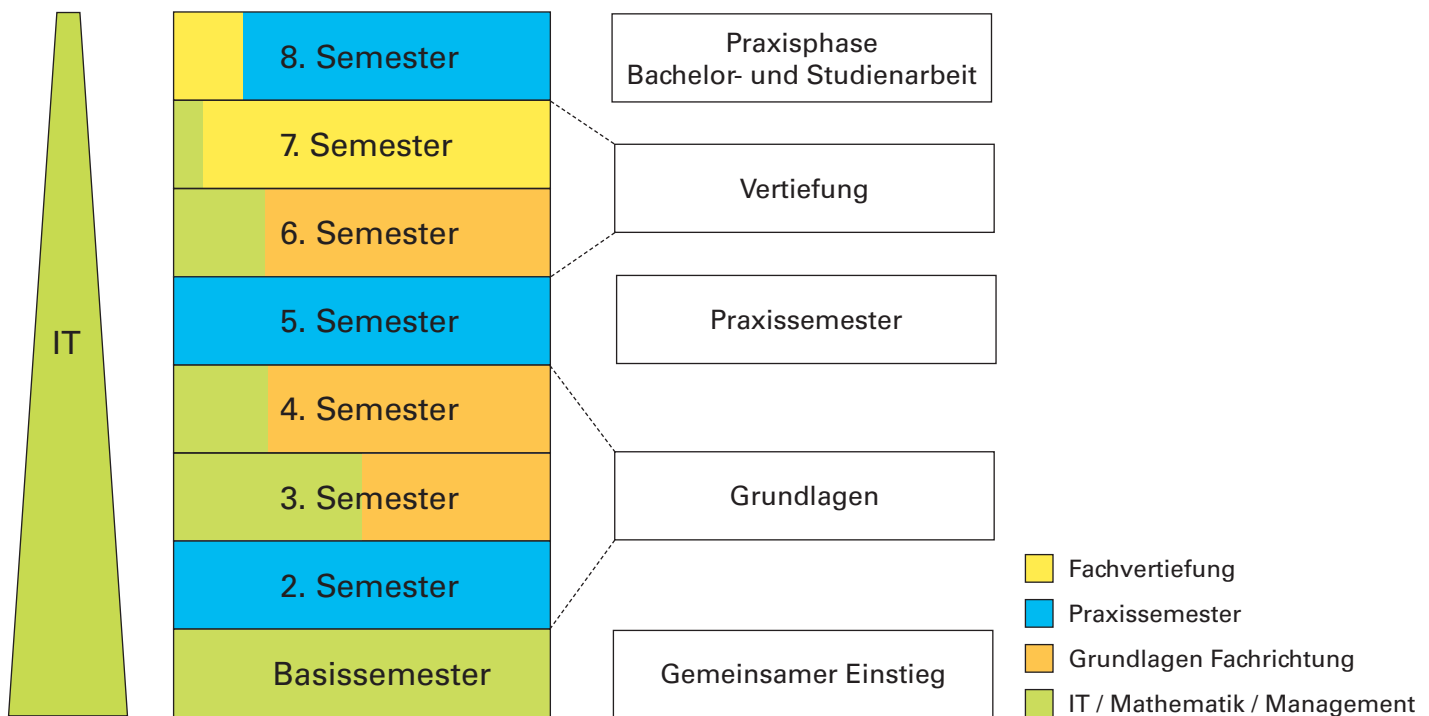 IT
8. Semester
7. Semester
6. Semester
5. Semester
4. Semester
3. Semester
2. Semester
Basissemester
Praxisphase
Bachelor- und Studienarbeit
Vertiefung
Praxissemester
Grundlagen
Gemeinsamer Einstieg
Fachvertiefung
Praxissemester
Grundlagen Fachrichtung
IT / Mathematik / Management